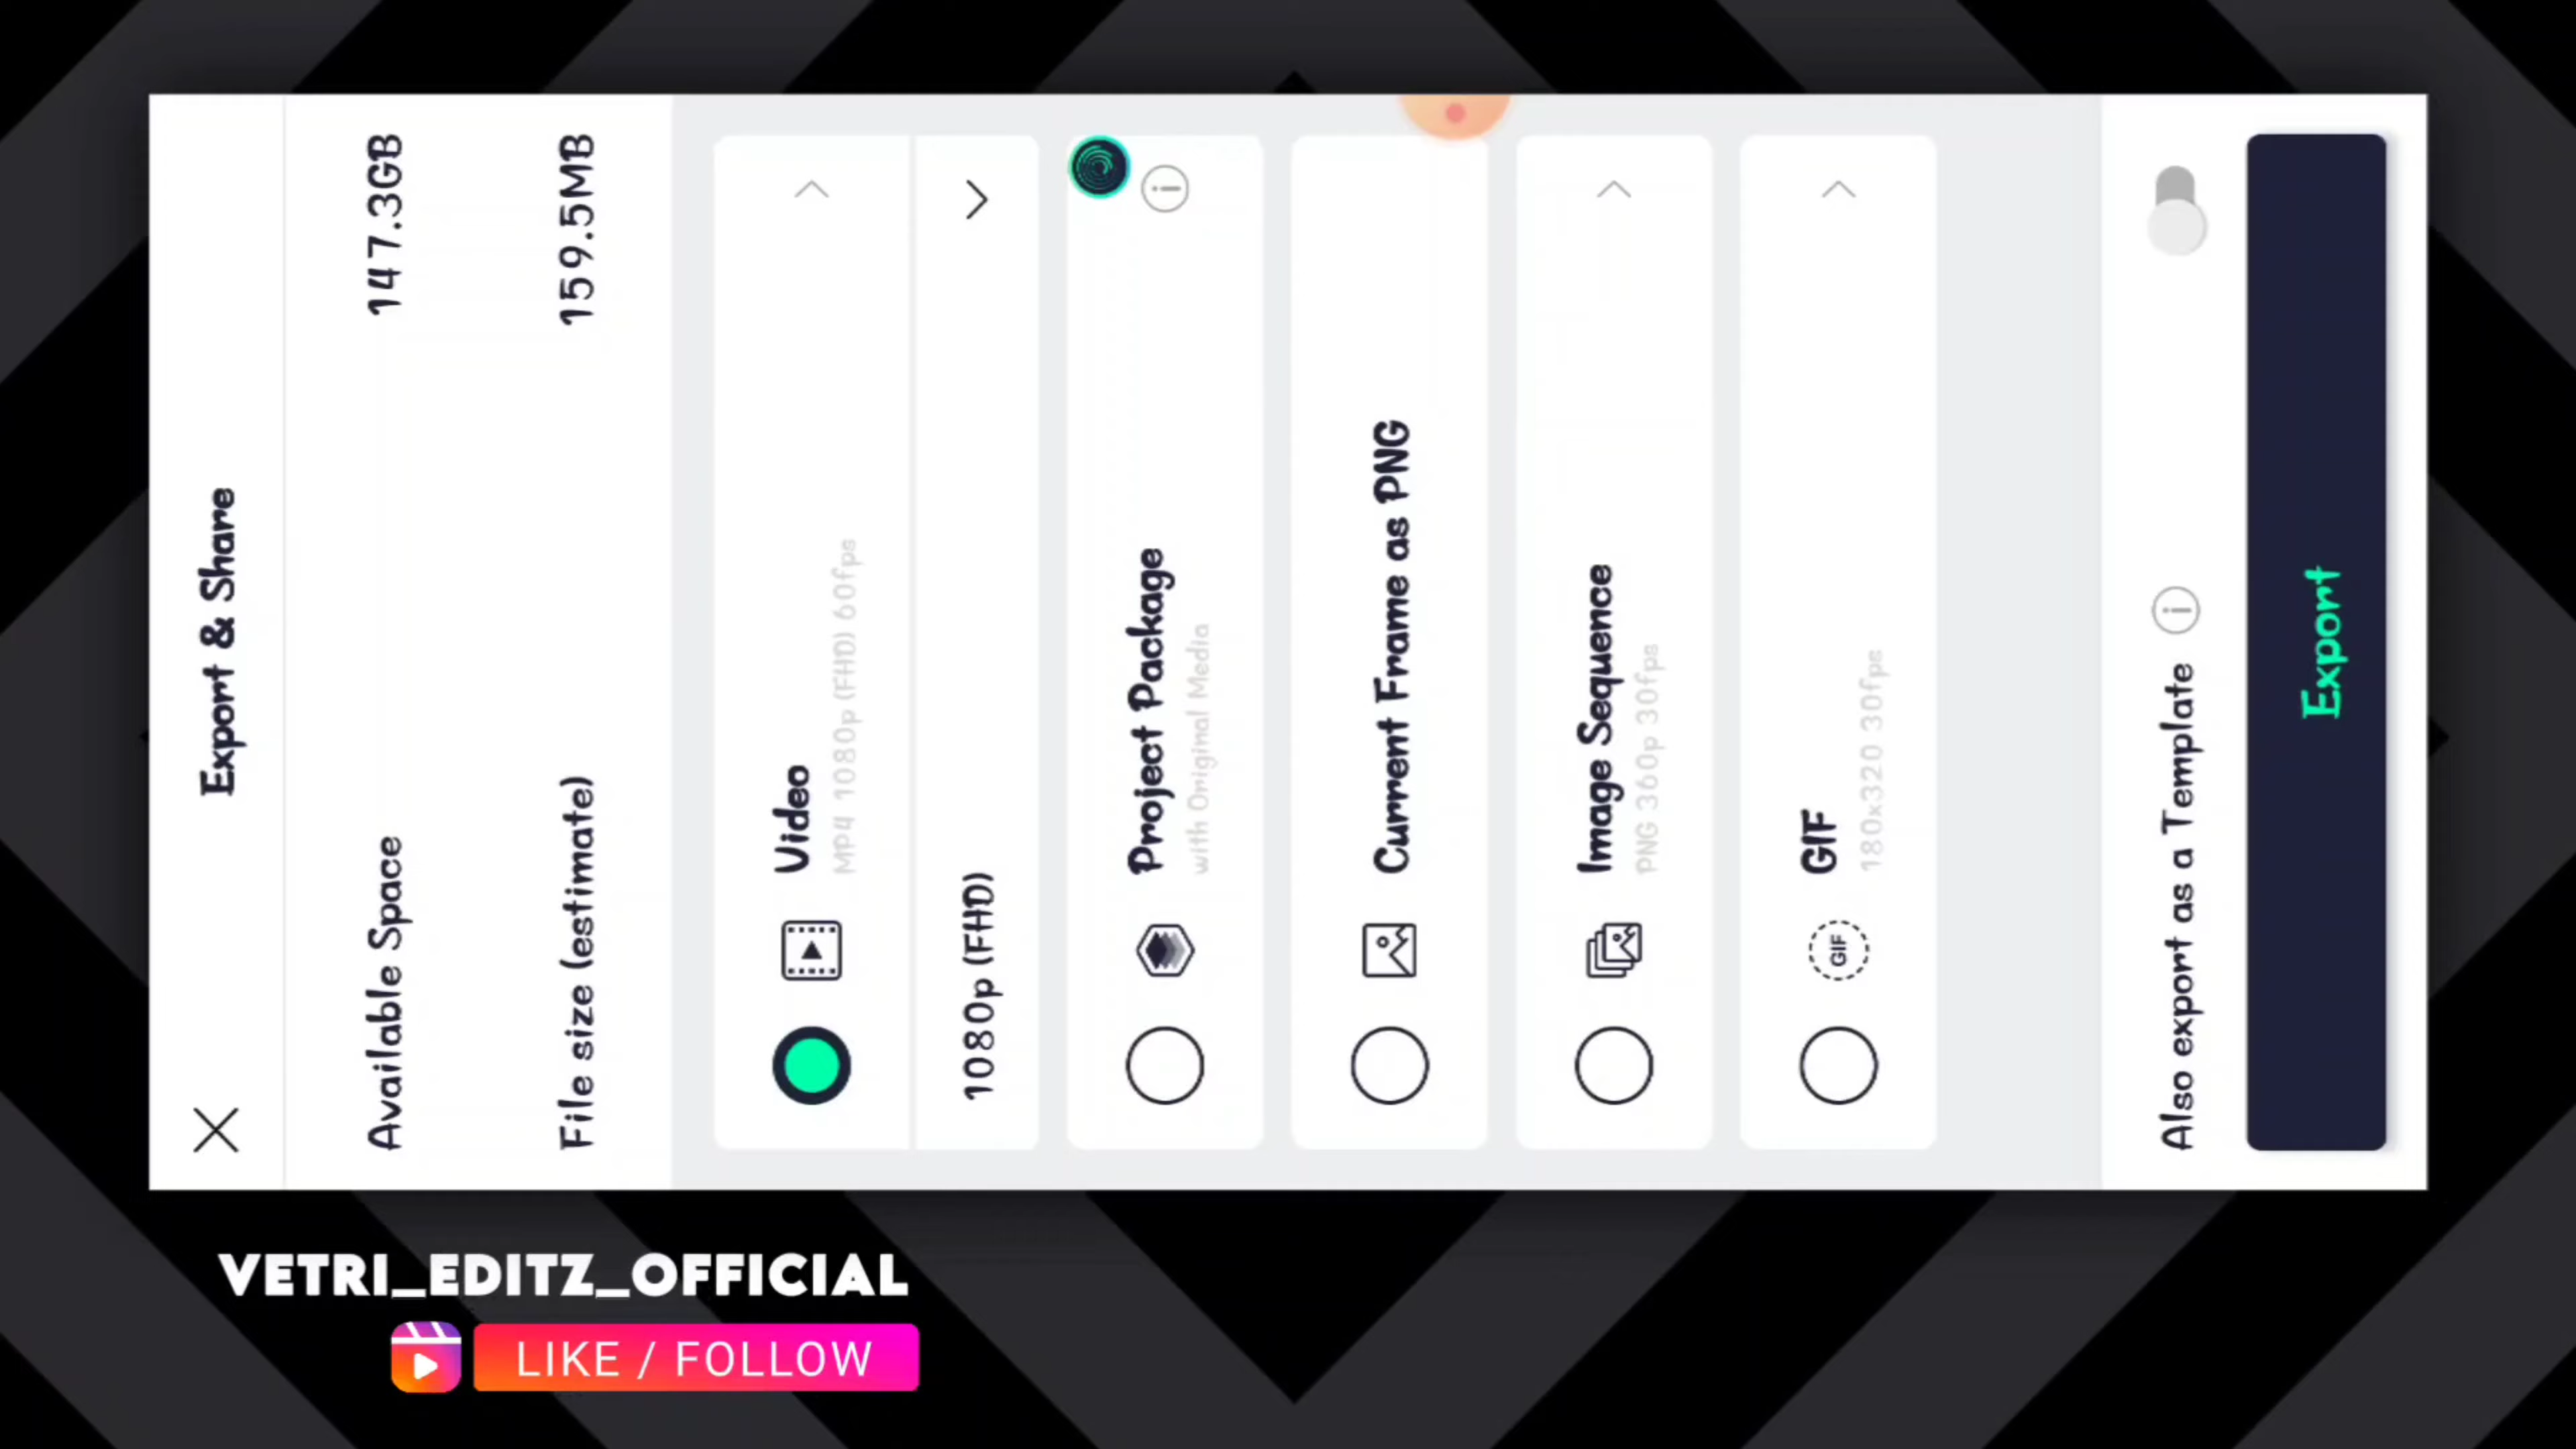 Export & Share
Available Space 147.3GB
File size (estimate) 159.5MB
Video
MP4 1080p (FHD) 60fps
1080p (FHD)
Project Package
with Original Media
Current Frame as PNG
Image Sequence
PNG 360p 30fps
GIF
GIF
180x320 30fps
Also export as a Template
Export
VETRI_EDITZ_OFFICIAL
LIKE / FOLLOW